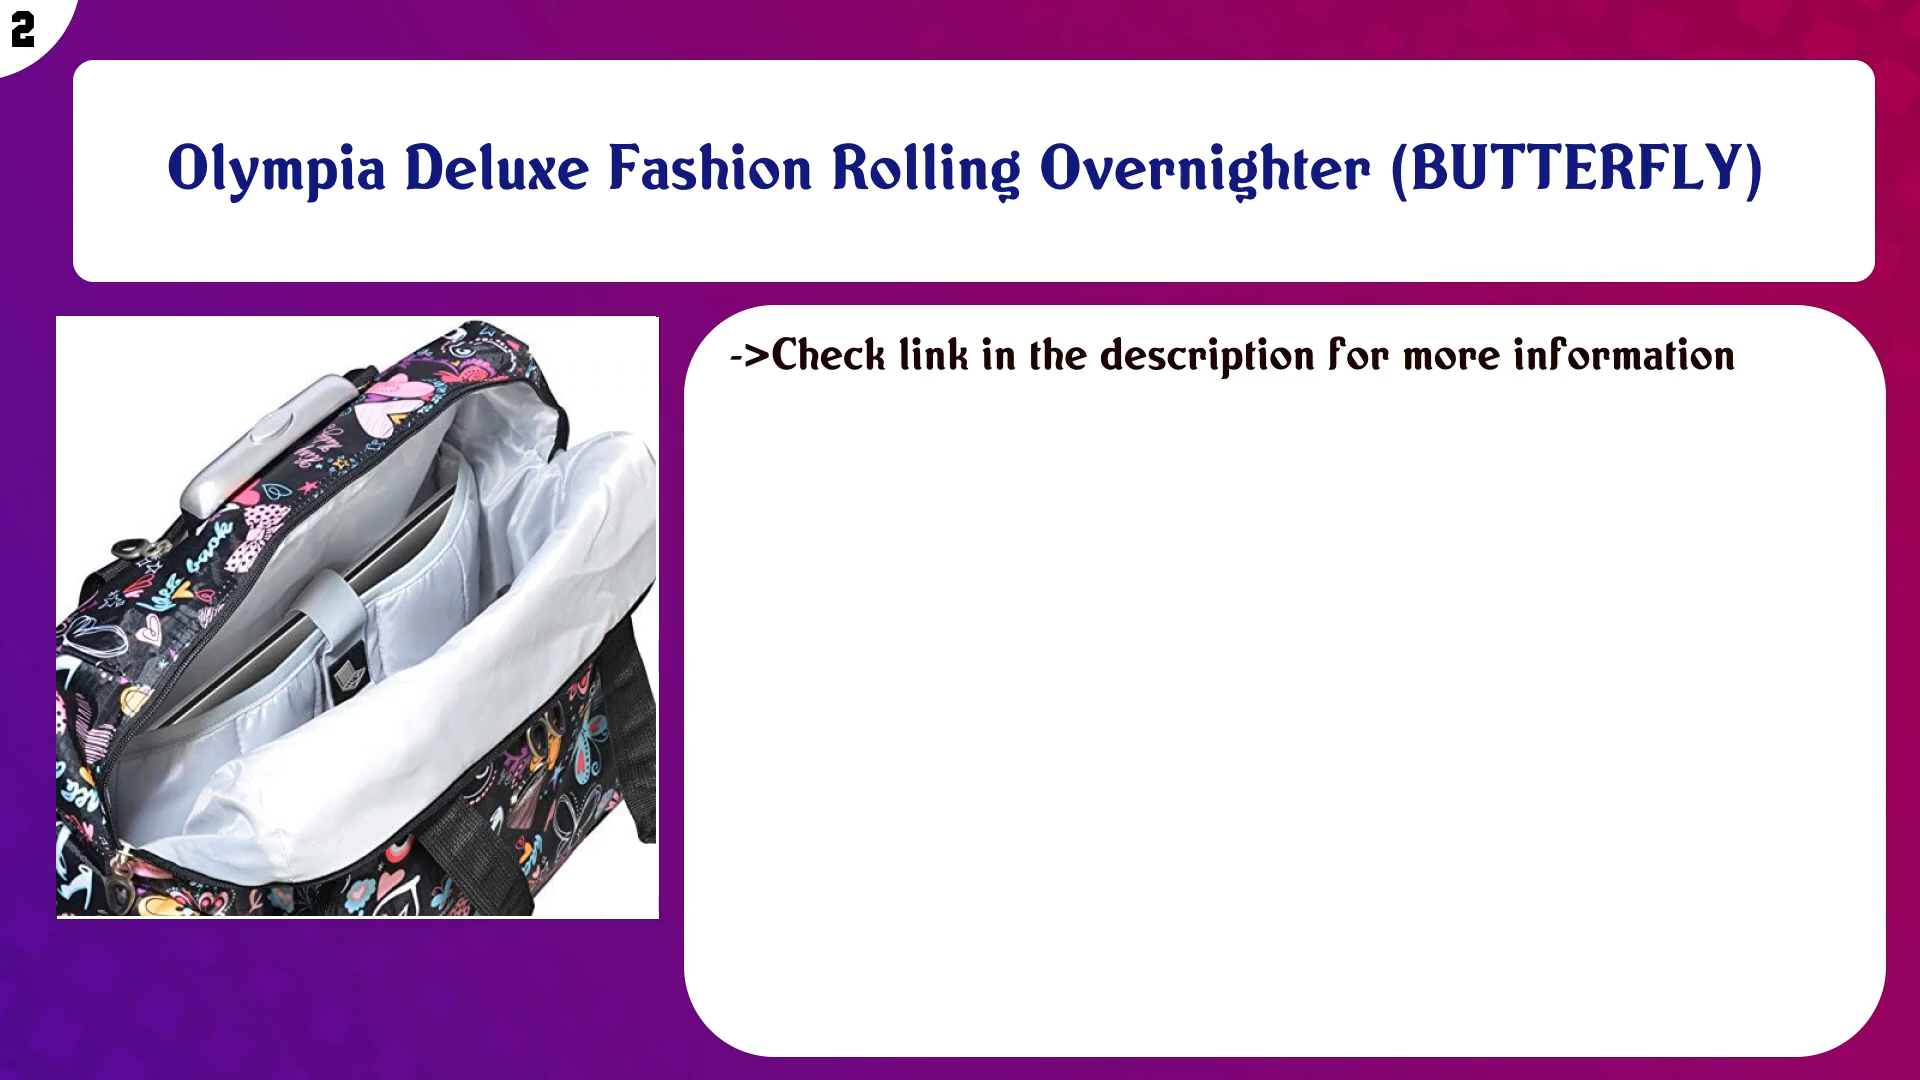 2
Olympia Deluxe Fashion Rolling Overnighter (BUTTERFLY)
->Check link in the description for more information